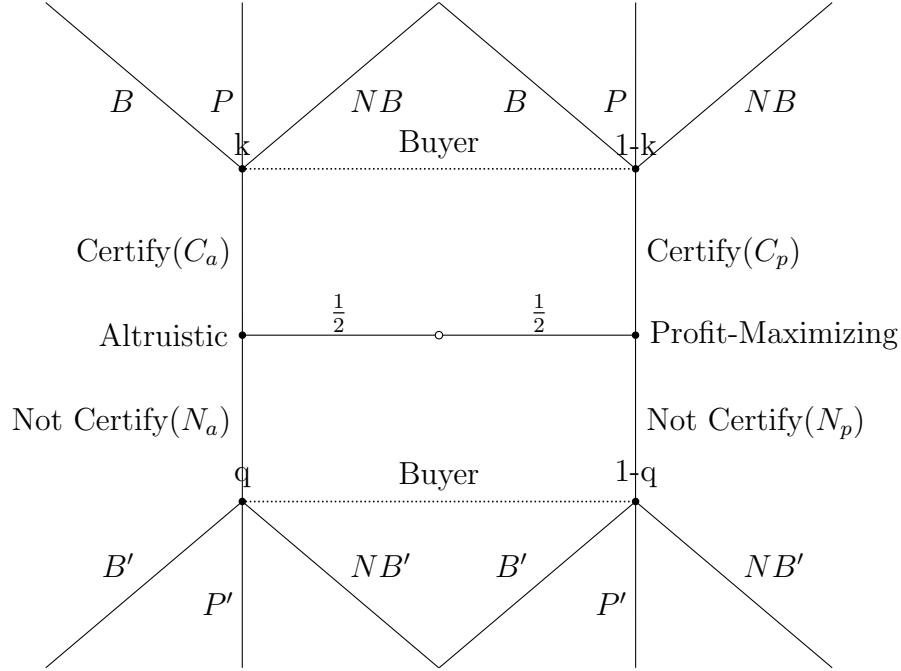 B P NB B P NB
k Buyer 1-k
Certify(C_a) Certify(C_p)
1/2 1/2
Altruistic Profit-Maximizing
Not Certify(N_a) Not Certify(N_p)
q Buyer 1-q
B′ NB′ B′ NB′
P′ P′